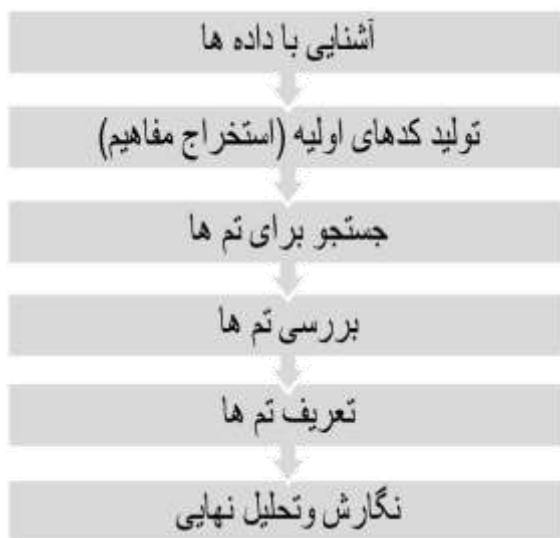 آشنایی با داده ها
تولید کدهای اولیه (استخراج مفاهیم)
جستجو برای تم ها
بررسی تم ها
تعریف تم ها
نگارش وتحلیل نهایی